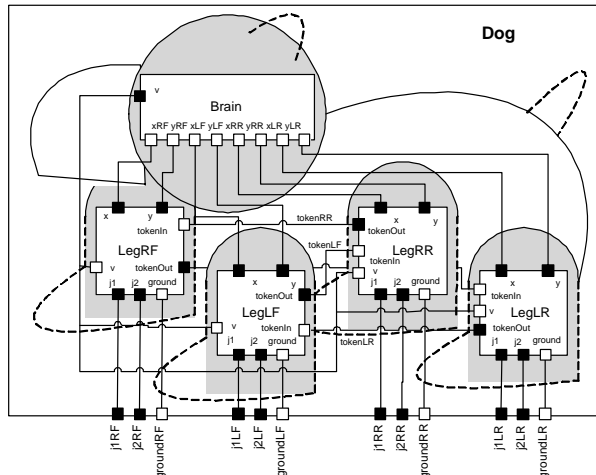 Dog
v
Brain
xRF yRF xLF yLF xRR yRR xLR yLR
x y
tokenIn
LegRF
v tokenOut
j1 j2 ground
tokenRR
x y
tokenOut
LegLF
v tokenIn
j1 j2 ground
tokenLF
x y
tokenOut
LegRR
tokenIn
v
j1 j2 ground
tokenLR
x y
tokenIn
v LegLR
tokenOut
j1 j2 ground
j1RF
j2RF
groundRF
j1LF
j2LF
groundLF
j1RR
j2RR
groundRR
j1LR
j2LR
groundLR